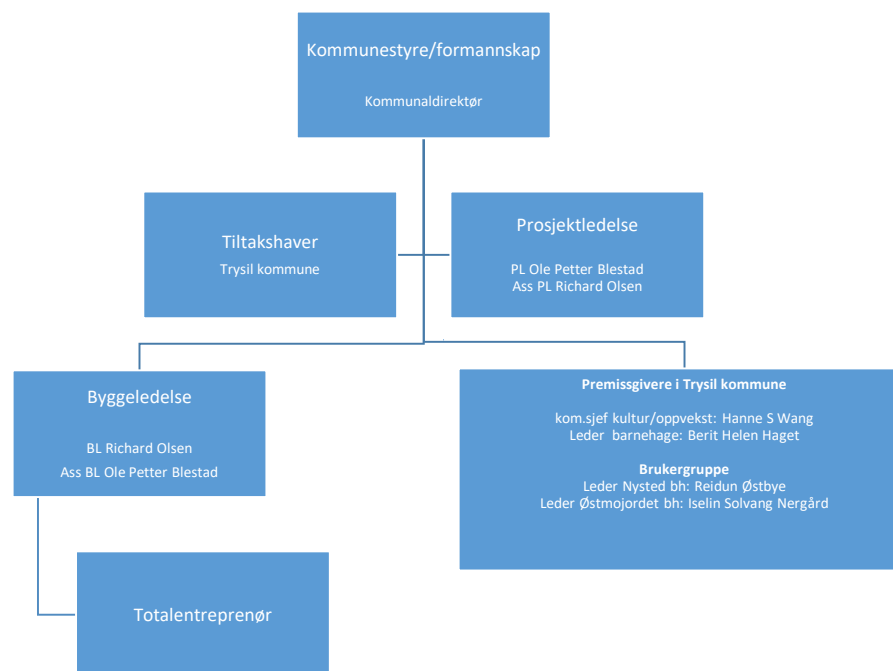 Kommunestyre/formannskap
Kommunaldirektør
Tiltakshaver
Trysil kommune
Prosjektledelse
PL Ole Petter Blestad
Ass PL Richard Olsen
Byggeledelse
BL Richard Olsen
Ass BL Ole Petter Blestad
Premissgivere i Trysil kommune
kom.sjef kultur/oppvekst: Hanne S Wang
Leder barnehage: Berit Helen Haget
Brukergruppe
Leder Nysted bh: Reidun Østbye
Leder Østmojordet bh: Iselin Solvang Nergård
Totalentreprenør